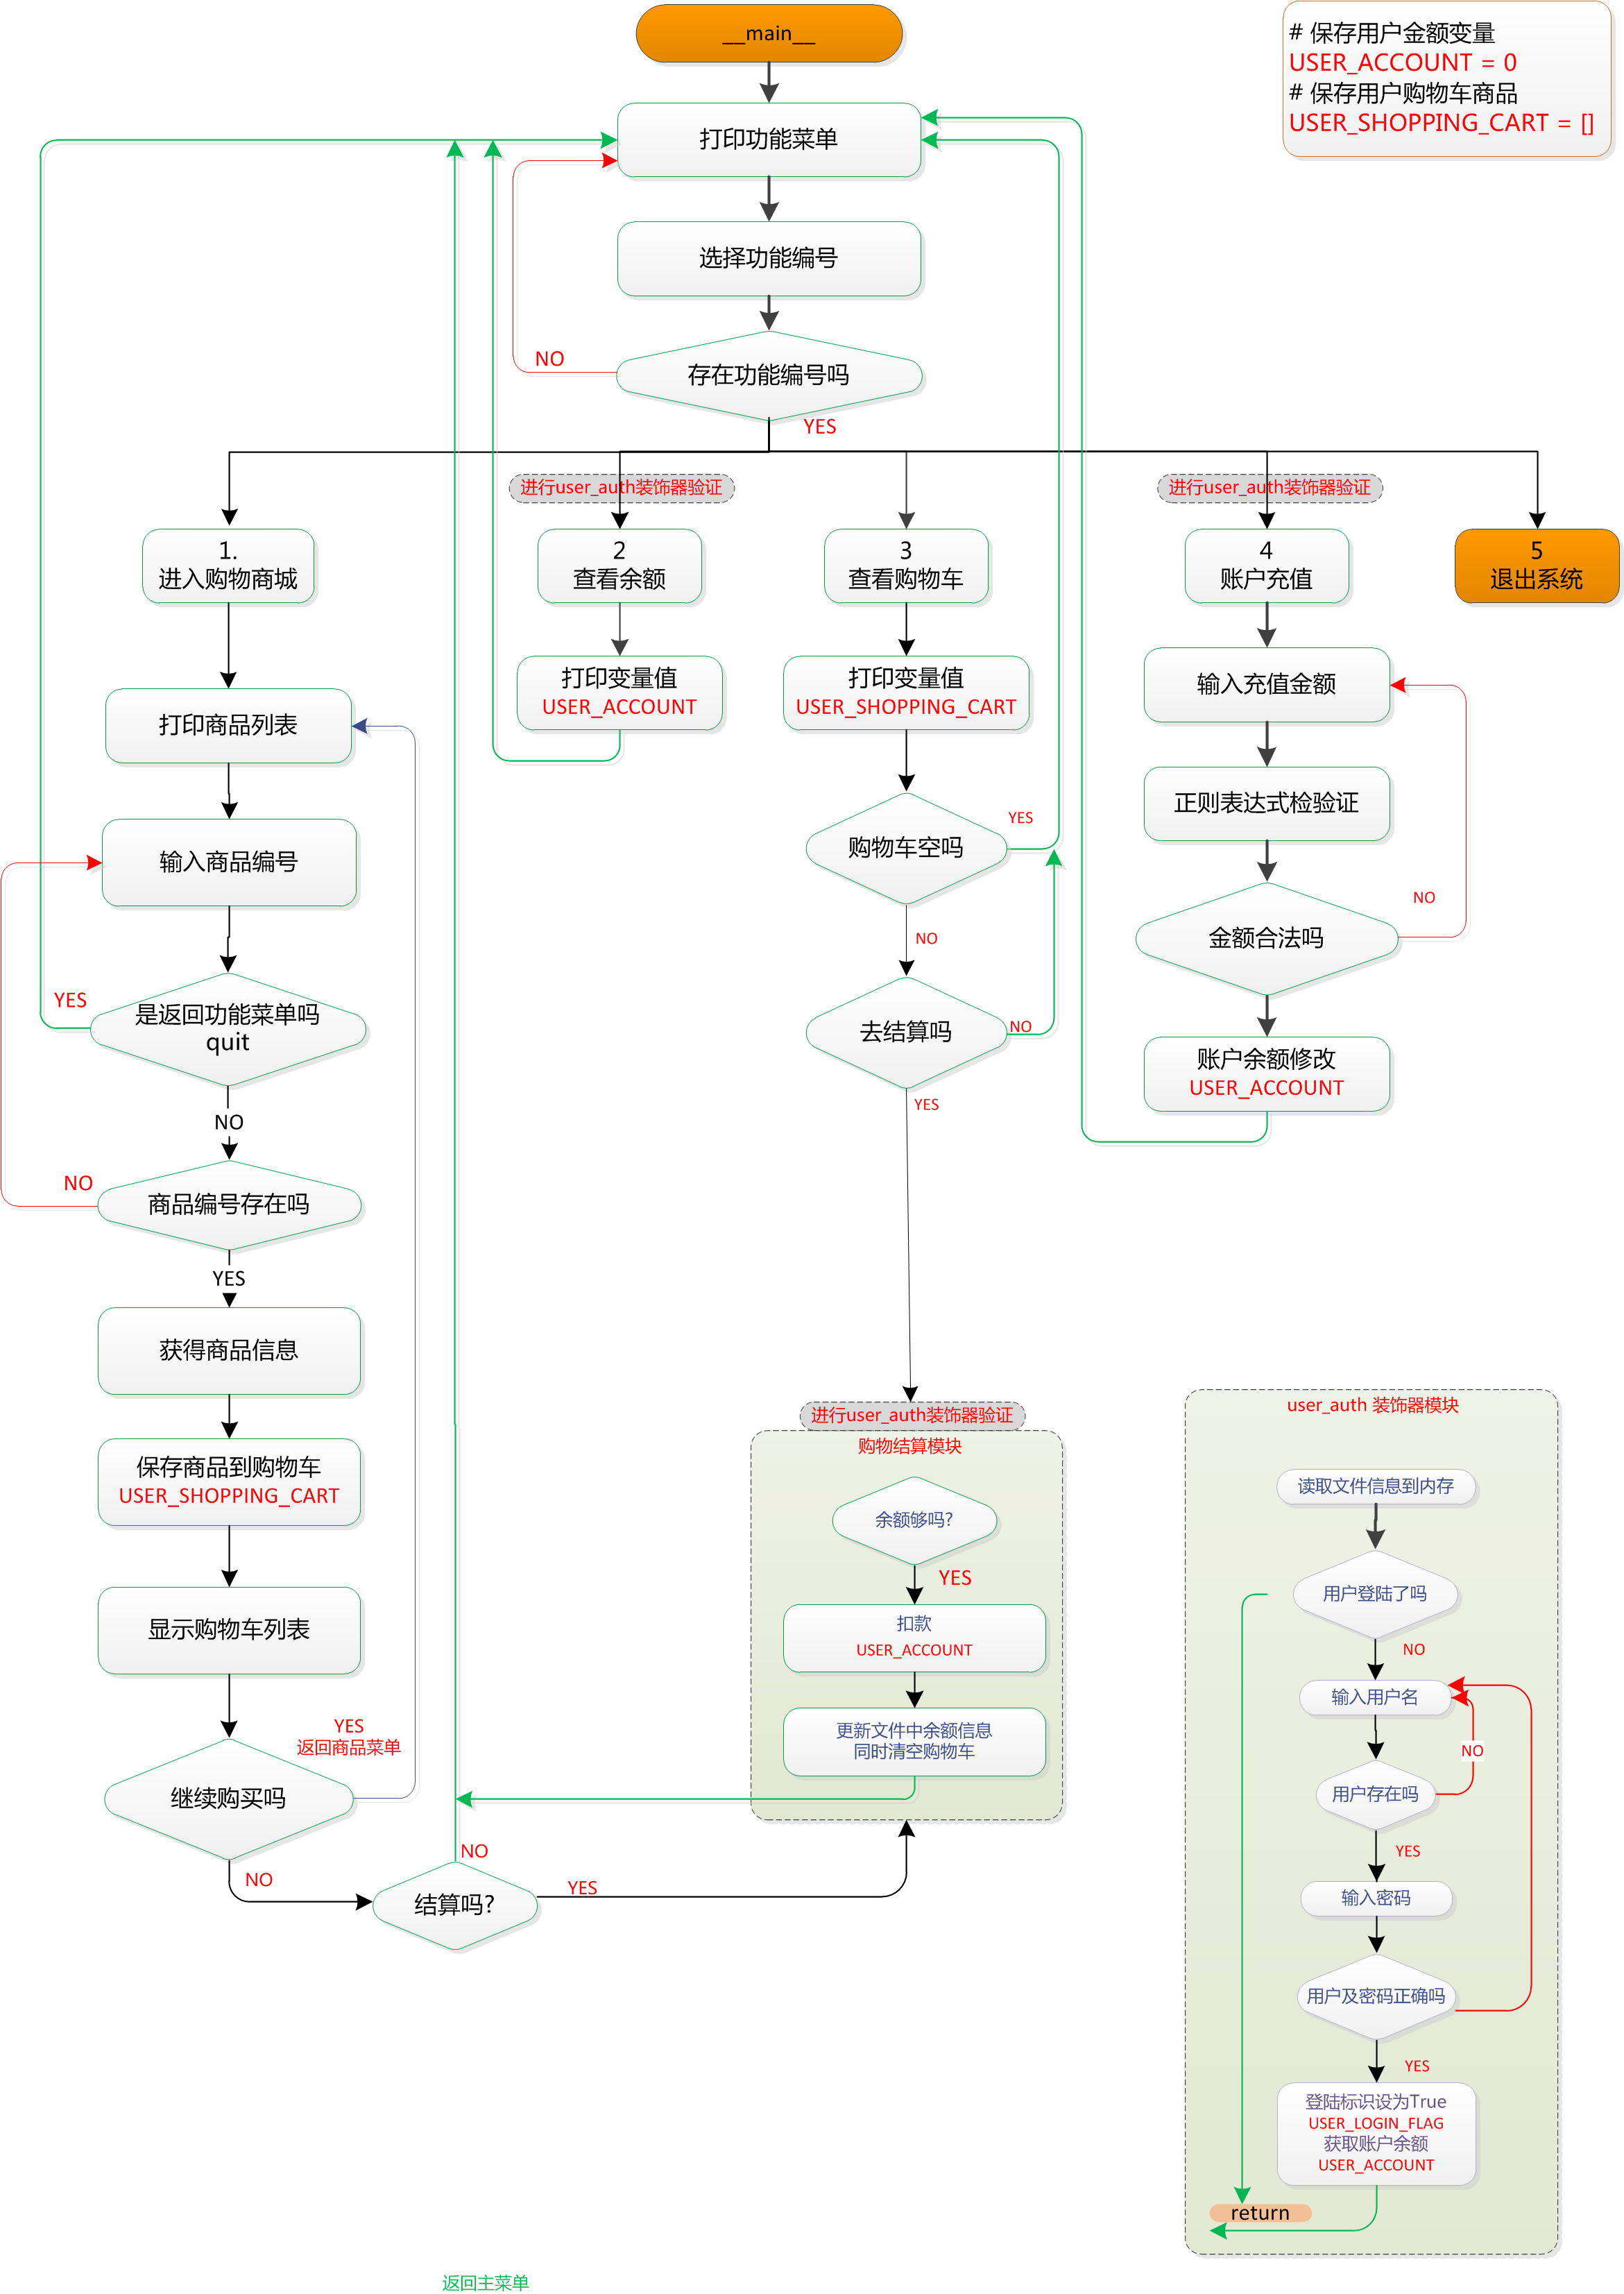 __main__
# 保存用户金额变量
USER_ACCOUNT = 0
# 保存用户购物车商品
USER_SHOPPING_CART = []
打印功能菜单
选择功能编号
NO
存在功能编号吗
YES
进行user_auth装饰器验证
进行user_auth装饰器验证
1.
进入购物商城
2
查看余额
3
查看购物车
4
账户充值
5
退出系统
打印变量值
USER_ACCOUNT
打印变量值
USER_SHOPPING_CART
输入充值金额
打印商品列表
正则表达式检验证
YES
购物车空吗
输入商品编号
NO
NO
金额合法吗
YES
是返回功能菜单吗
quit
去结算吗
NO
账户余额修改
USER_ACCOUNT
YES
NO
NO
商品编号存在吗
YES
获得商品信息
保存商品到购物车
USER_SHOPPING_CART
显示购物车列表
YES
返回商品菜单
继续购买吗
NO
NO
结算吗?
YES
进行user_auth装饰器验证
购物结算模块
余额够吗?
YES
扣款
USER_ACCOUNT
更新文件中余额信息
同时清空购物车
user_auth 装饰器模块
读取文件信息到内存
用户登陆了吗
NO
输入用户名
NO
用户存在吗
YES
输入密码
用户及密码正确吗
YES
登陆标识设为True
USER_LOGIN_FLAG
获取账户余额
USER_ACCOUNT
return
返回主菜单